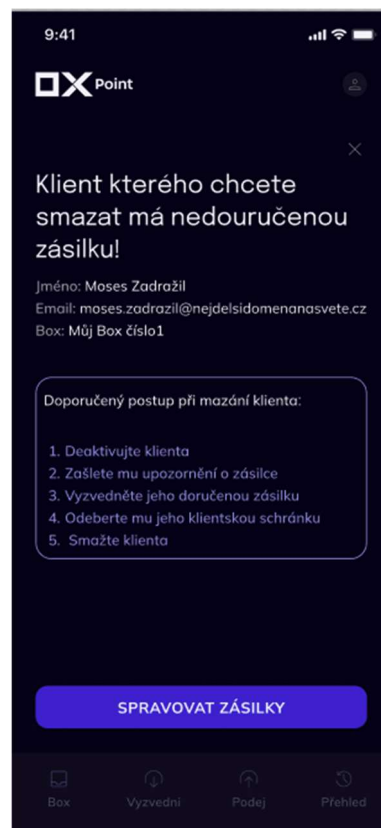 9:41
OX Point
Klient kterého chcete
smazat má nedouručenou
zásilku!
Jméno: Moses Zadražil
Email: moses.zadrazil@nejdelsidomenanasvete.cz
Box: Můj Box číslo1
Doporučený postup při mazání klienta:
1. Deaktivujte klienta
2. Zašlete mu upozornění o zásilce
3. Vyzvedněte jeho doručenou zásilku
4. Odeberte mu jeho klientskou schránku
5. Smažte klienta
SPRAVOVAT ZÁSILKY
Box Vyzvedni Podej Přehled